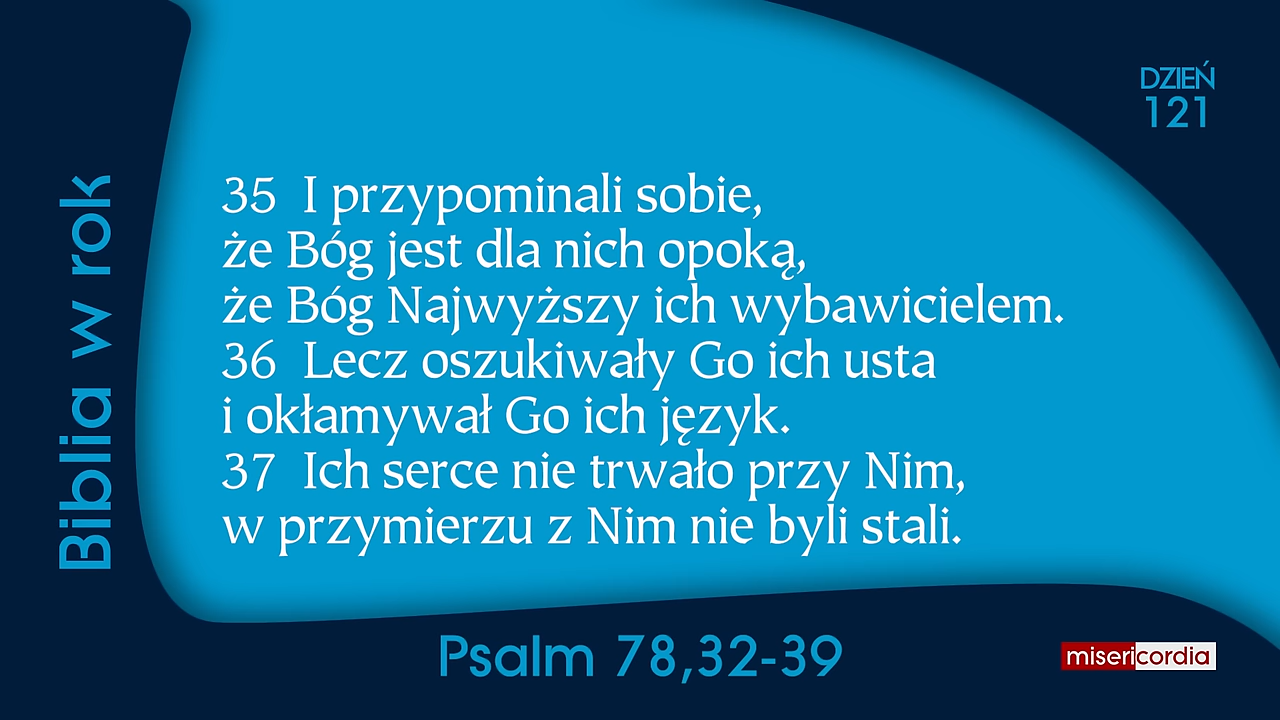 DZIEŃ
121
Biblia w rok
35 I przypominali sobie,
że Bóg jest dla nich opoką,
że Bóg Najwyższy ich wybawicielem.
36 Lecz oszukiwały Go ich usta
i okłamywał Go ich język.
37 Ich serce nie trwało przy Nim,
w przymierzu z Nim nie byli stali.
Psalm 78,32-39
misericordia